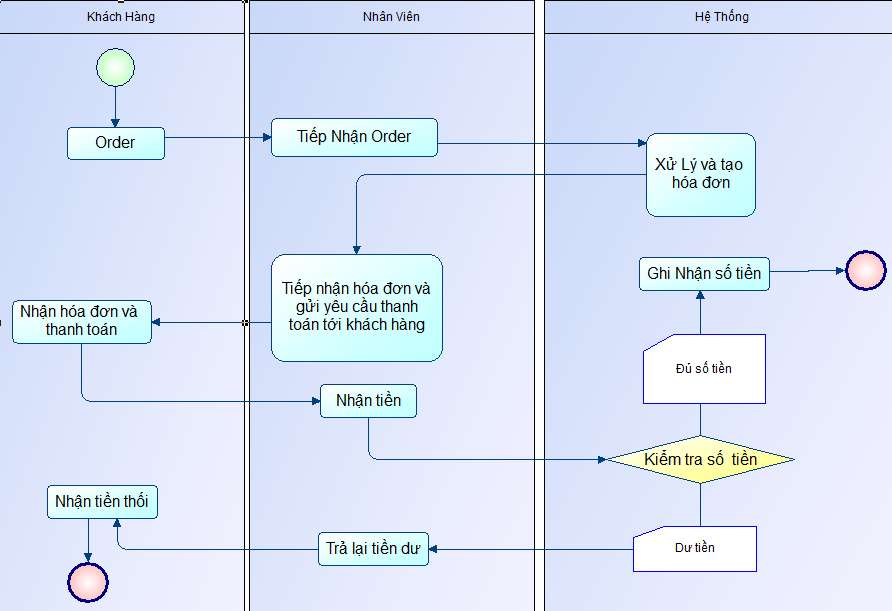 Khách Hàng
Nhân Viên
Hệ Thống
Order
Tiếp Nhận Order
Xử Lý và tạo
hóa đơn
Tiếp nhận hóa đơn và
gửi yêu cầu thanh
toán tới khách hàng
Ghi Nhận số tiền
Nhận hóa đơn và
thanh toán
Đủ số tiền
Nhận tiền
Kiểm tra số tiền
Nhận tiền thối
Trả lại tiền dư
Dư tiền